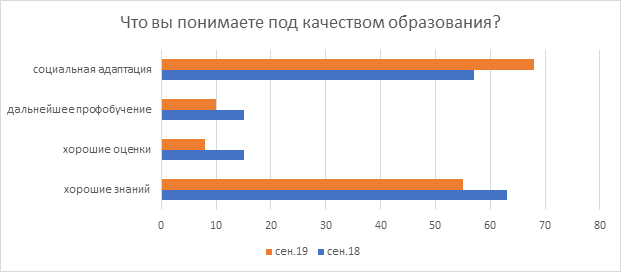 Что вы понимаете под качеством образования?
социальная адаптация
дальнейшее профобучение
хорошие оценки
хорошие знаний
0 10 20 30 40 50 60 70 80
сен.19 сен.18